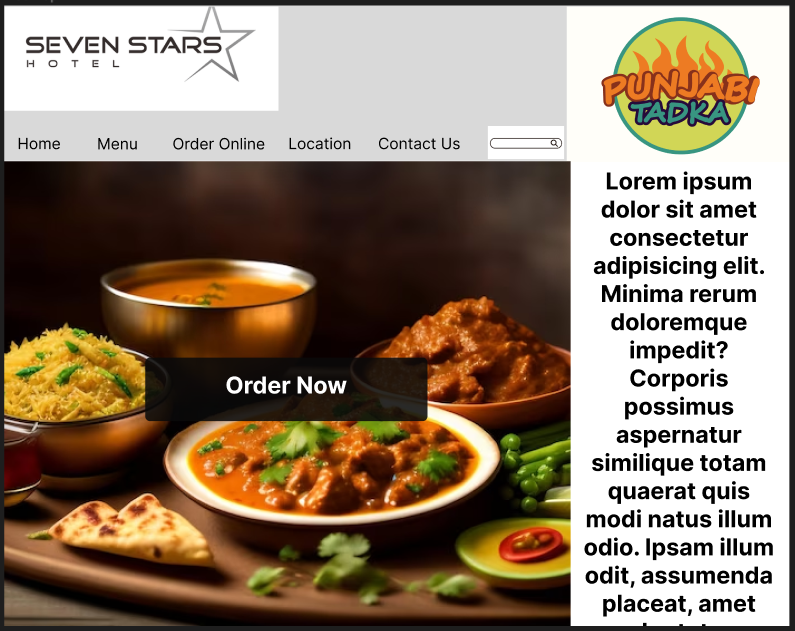 SEVEN STARS
HOTEL
PUNJABI
TADKA
Home Menu Order Online Location Contact Us
Order Now
Lorem ipsum
dolor sit amet
consectetur
adipisicing elit.
Minima rerum
doloremque
impedit?
Corporis
possimus
aspernatur
similique totam
quaerat quis
modi natus illum
odio. Ipsam illum
odit, assumenda
placeat, amet